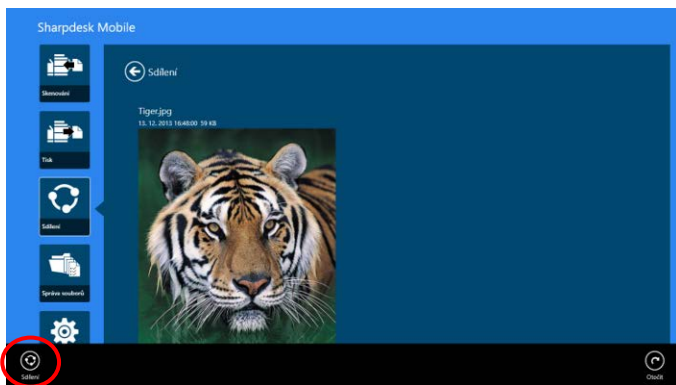 Sharpdesk Mobile
Skenování
Tisk
Sdílení
Správa souborů
Sdílení
Tiger.jpg
13. 12. 2013 16:48:00 59 KB
Sdílení
Otočit